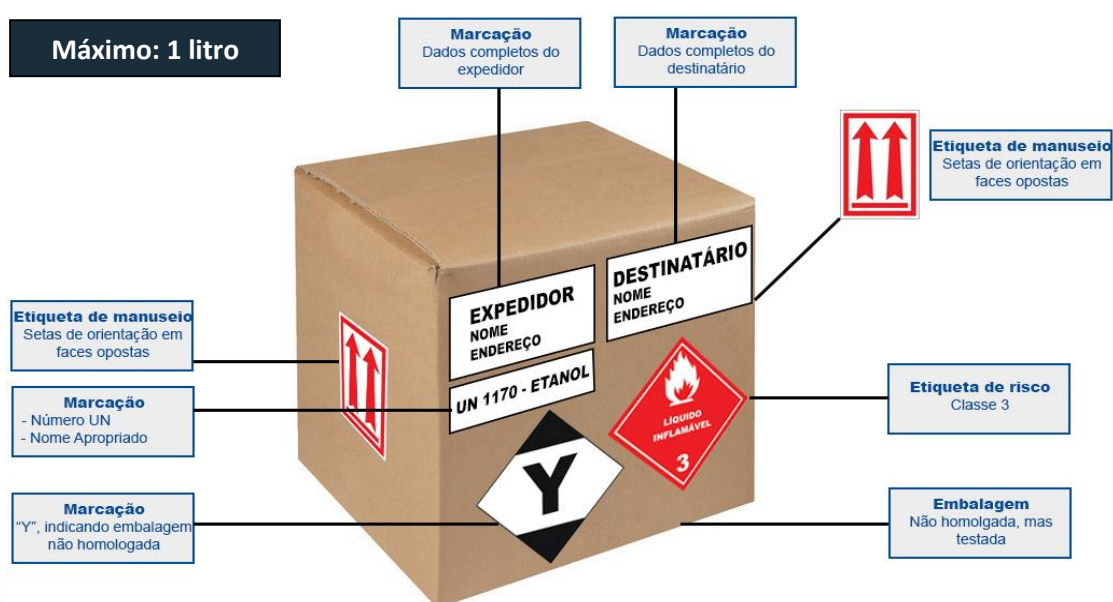 Máximo: 1 litro
Marcação
Dados completos do
expedidor
Marcação
Dados completos do
destinatário
Etiqueta de manuseio
Setas de orientação em
faces opostas
EXPEDIDOR
NOME
ENDEREÇO
DESTINATÁRIO
NOME
ENDEREÇO
UN 1170 - ETANOL
LÍQUIDO
INFLAMÁVEL
3
Y
Etiqueta de manuseio
Setas de orientação em
faces opostas
Marcação
- Número UN
- Nome Apropriado
Marcação
"Y", indicando embalagem
não homologada
Etiqueta de risco
Classe 3
Embalagem
Não homolgada, mas
testada